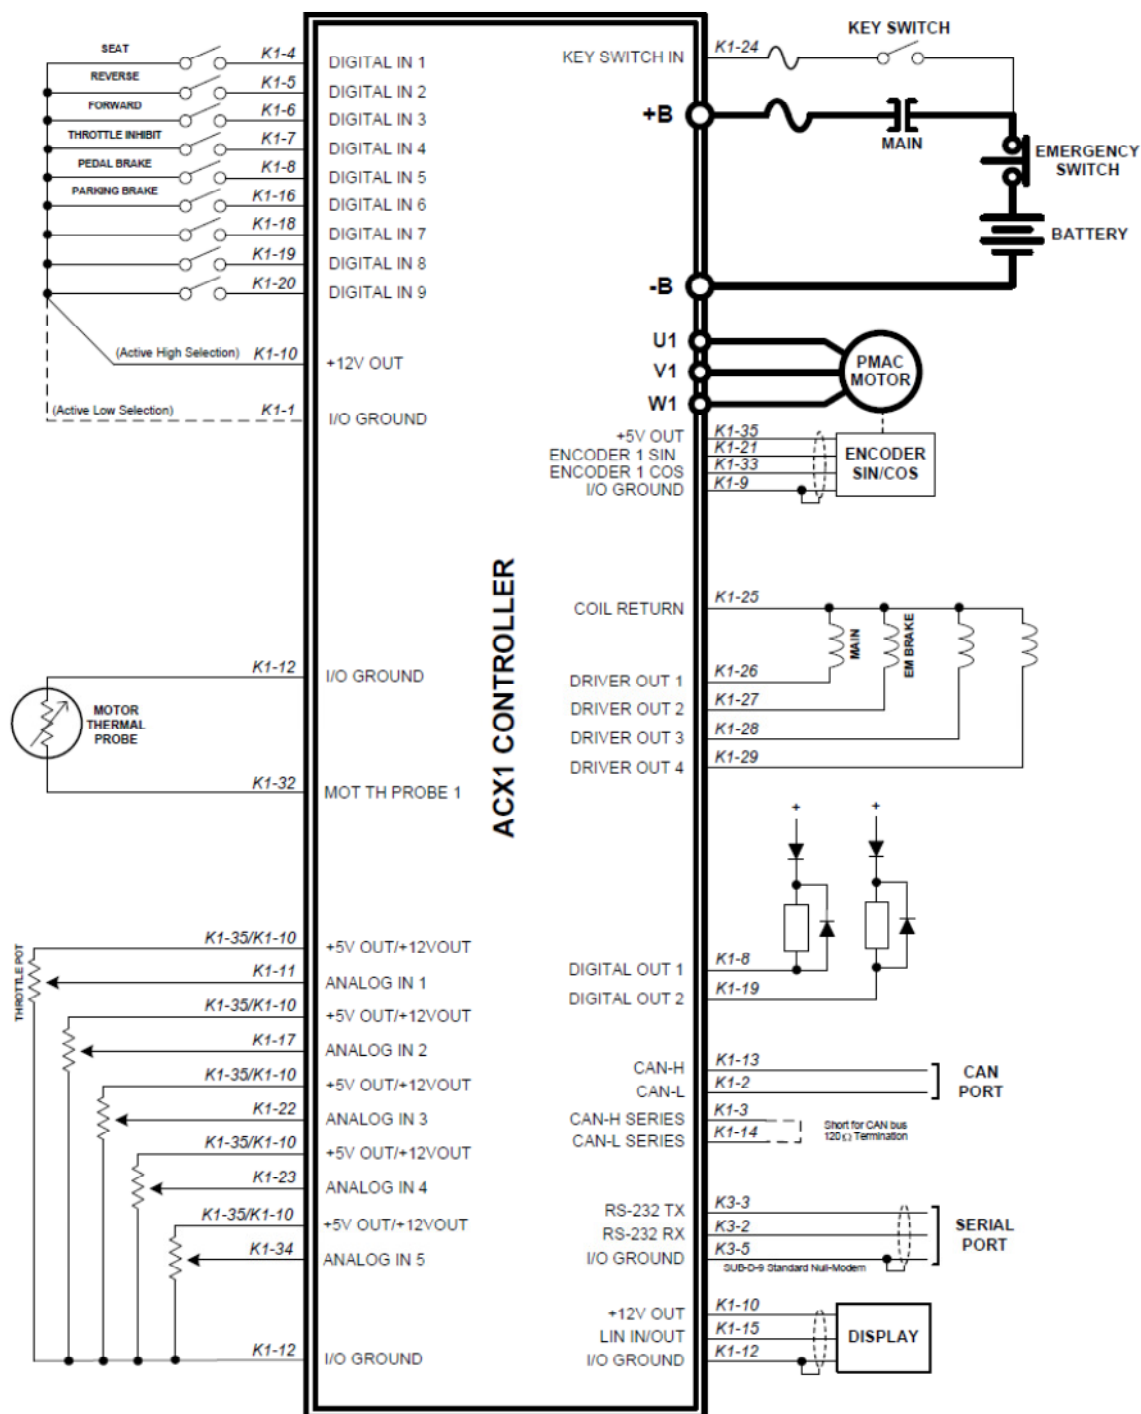 SEAT
K1-4
DIGITAL IN 1
REVERSE
K1-5
DIGITAL IN 2
FORWARD
K1-6
DIGITAL IN 3
THROTTLE INHIBIT
K1-7
DIGITAL IN 4
PEDAL BRAKE
K1-8
DIGITAL IN 5
PARKING BRAKE
K1-16
DIGITAL IN 6
K1-18
DIGITAL IN 7
K1-19
DIGITAL IN 8
K1-20
DIGITAL IN 9
(Active High Selection)
K1-10
+12V OUT
(Active Low Selection)
K1-1
I/O GROUND
K1-12
I/O GROUND
MOTOR
THERMAL
PROBE
K1-32
MOT TH PROBE 1
THROTTLE POT
K1-35/K1-10
+5V OUT/+12VOUT
K1-11
ANALOG IN 1
K1-35/K1-10
+5V OUT/+12VOUT
K1-17
ANALOG IN 2
K1-35/K1-10
+5V OUT/+12VOUT
K1-22
ANALOG IN 3
K1-35/K1-10
+5V OUT/+12VOUT
K1-23
ANALOG IN 4
K1-35/K1-10
+5V OUT/+12VOUT
K1-34
ANALOG IN 5
K1-12
I/O GROUND
ACX1 CONTROLLER
KEY SWITCH IN
K1-24
KEY SWITCH
+B
MAIN
EMERGENCY
SWITCH
BATTERY
-B
U1
V1
W1
PMAC
MOTOR
+5V OUT
K1-35
ENCODER 1 SIN
K1-21
ENCODER 1 COS
K1-33
I/O GROUND
K1-9
ENCODER
SIN/COS
COIL RETURN
K1-25
MAIN
EM BRAKE
DRIVER OUT 1
K1-26
DRIVER OUT 2
K1-27
DRIVER OUT 3
K1-28
DRIVER OUT 4
K1-29
+
+
DIGITAL OUT 1
K1-8
DIGITAL OUT 2
K1-19
CAN-H
K1-13
CAN-L
K1-2
CAN
PORT
CAN-H SERIES
K1-3
CAN-L SERIES
K1-14
Short for CAN bus
120Ω Termination
RS-232 TX
K3-3
RS-232 RX
K3-2
I/O GROUND
K3-5
SERIAL
PORT
SUB-D-9 Standard Null-Modem
+12V OUT
K1-10
LIN IN/OUT
K1-15
I/O GROUND
K1-12
DISPLAY